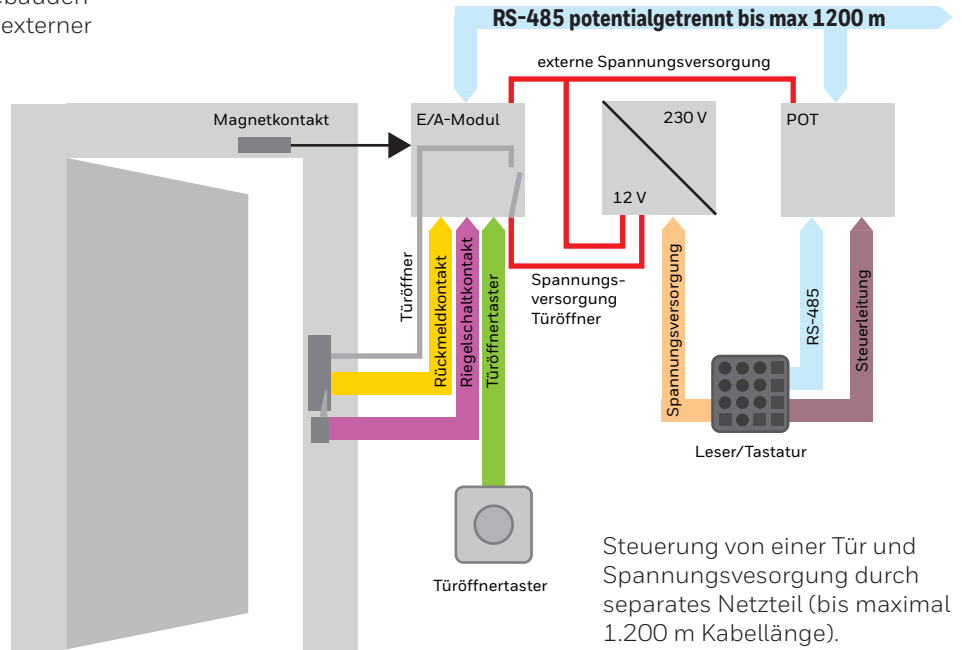 ebäuden
externer
RS-485 potentialgetrennt bis max 1200 m
externe Spannungsversorgung
Magnetkontakt
E/A-Modul
230 V
POT
12 V
Türöffner
Rückmeldkontakt
Riegelschaltkontakt
Türöffnertaster
Spannungs-
versorgung
Türöffner
Spannungsversorgung
RS-485
Steuerleitung
Leser/Tastatur
Türöffnertaster
Steuerung von einer Tür und
Spannungsvesorgung durch
separates Netzteil (bis maximal
1.200 m Kabellänge).